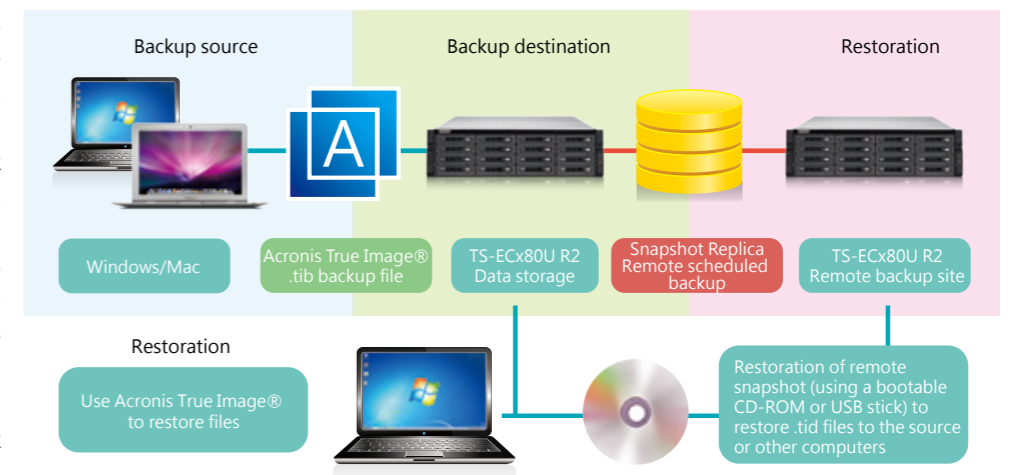 Backup source
Backup destination
Restoration
A
Windows/Mac
Acronis True Image®
.tib backup file
TS-ECx80U R2
Data storage
Snapshot Replica
Remote scheduled
backup
TS-ECx80U R2
Remote backup site
Restoration
Use Acronis True Image®
to restore files
Restoration of remote
snapshot (using a bootable
CD-ROM or USB stick) to
restore .tid files to the source
or other computers